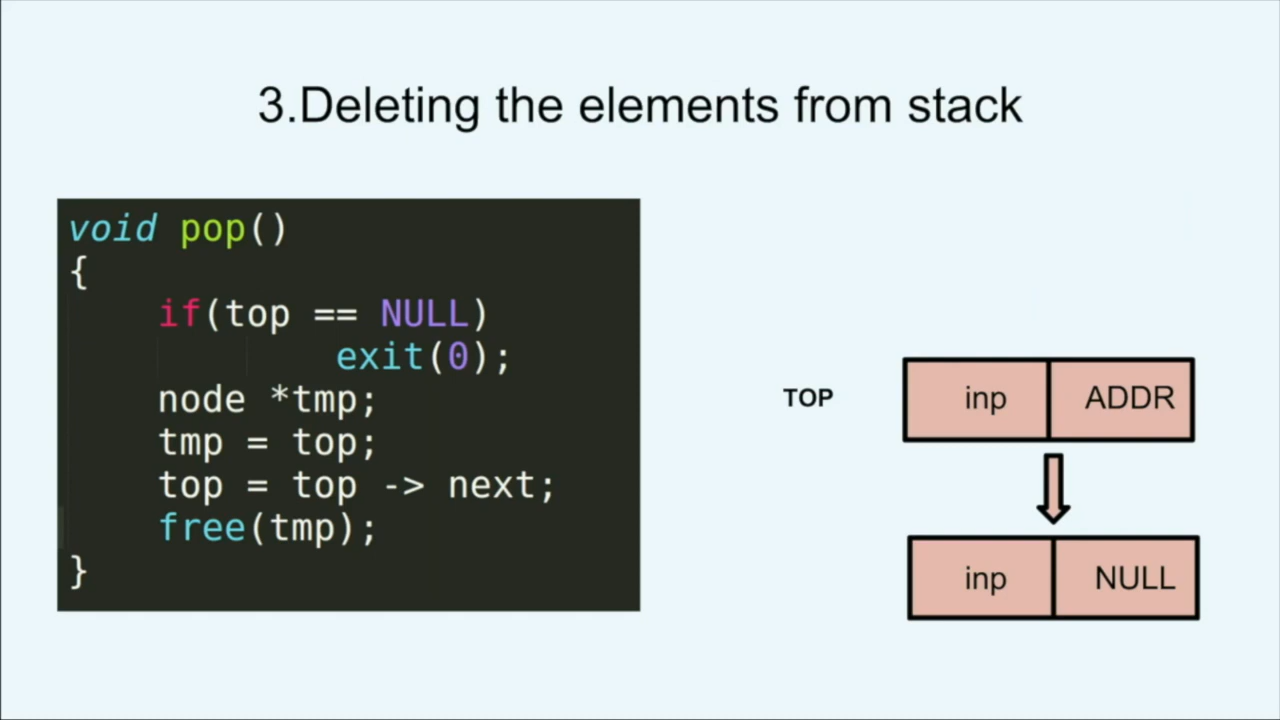 3.Deleting the elements from stack
void pop()
{
if(top == NULL)
exit(0);
node *tmp;
tmp = top;
top = top -> next;
free(tmp);
}
TOP
inp ADDR
inp NULL